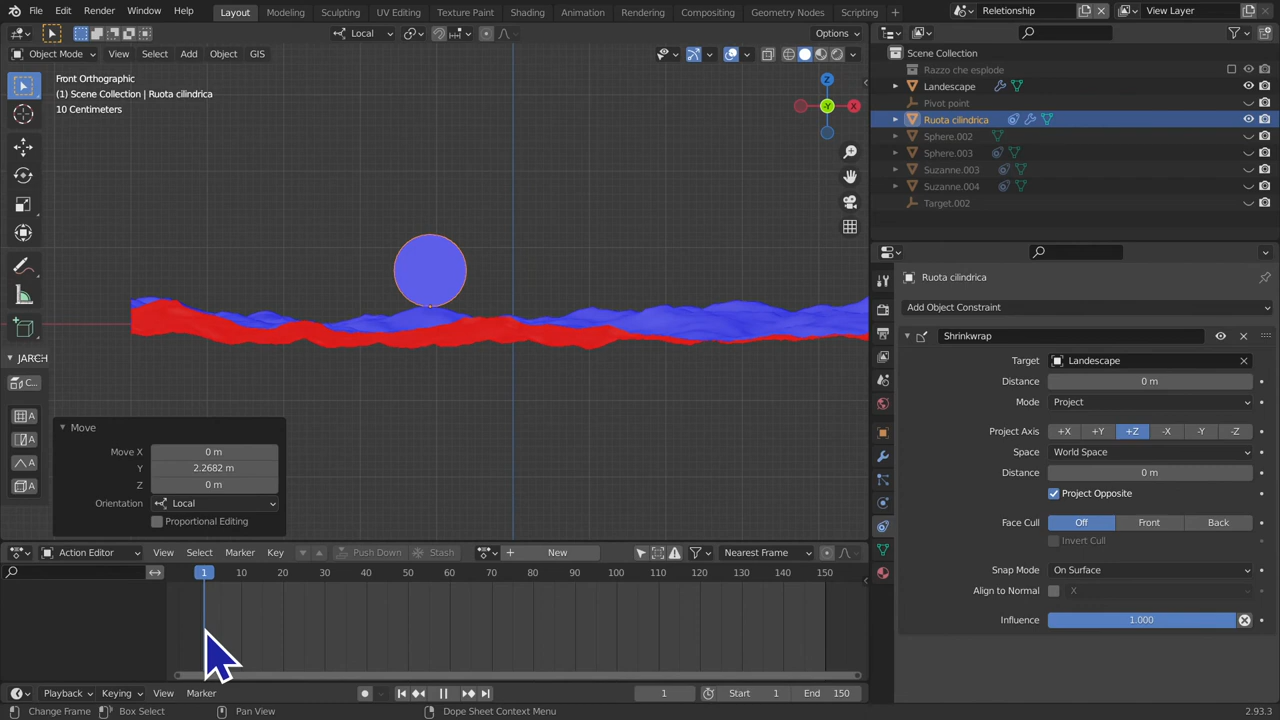 File Edit Render Window Help Layout Modeling Sculpting UV Editing Texture Paint Shading Animation Rendering Compositing Geometry Nodes Scripting + Relationship View Layer
Local Options
Object Mode View Select Add Object GIS
Front Orthographic
(1) Scene Collection | Ruota cilindrica
10 Centimeters
Z
X
-Y
JARCH
C...
A
A
A
A
Move
Move X 0 m
Y 2.2682 m
Z 0 m
Orientation Local
Proportional Editing
Scene Collection
Razzo che esplode
Landscape
Pivot point
Ruota cilindrica
Sphere.002
Sphere.003
Suzanne.003
Suzanne.004
Target.002
Ruota cilindrica
Add Object Constraint
Shrinkwrap
Target Landscape
Distance 0 m
Mode Project
Project Axis +X +Y +Z -X -Y -Z
Space World Space
Distance 0 m
Project Opposite
Face Cull Off Front Back
Invert Cull
Snap Mode On Surface
Align to Normal X
Influence 1.000
Action Editor View Select Marker Key Push Down Stash New Nearest Frame
1 10 20 30 40 50 60 70 80 90 100 110 120 130 140 150
Playback Keying View Marker 1 Start 1 End 150
Change Frame Box Select Pan View Dope Sheet Context Menu 2.93.3